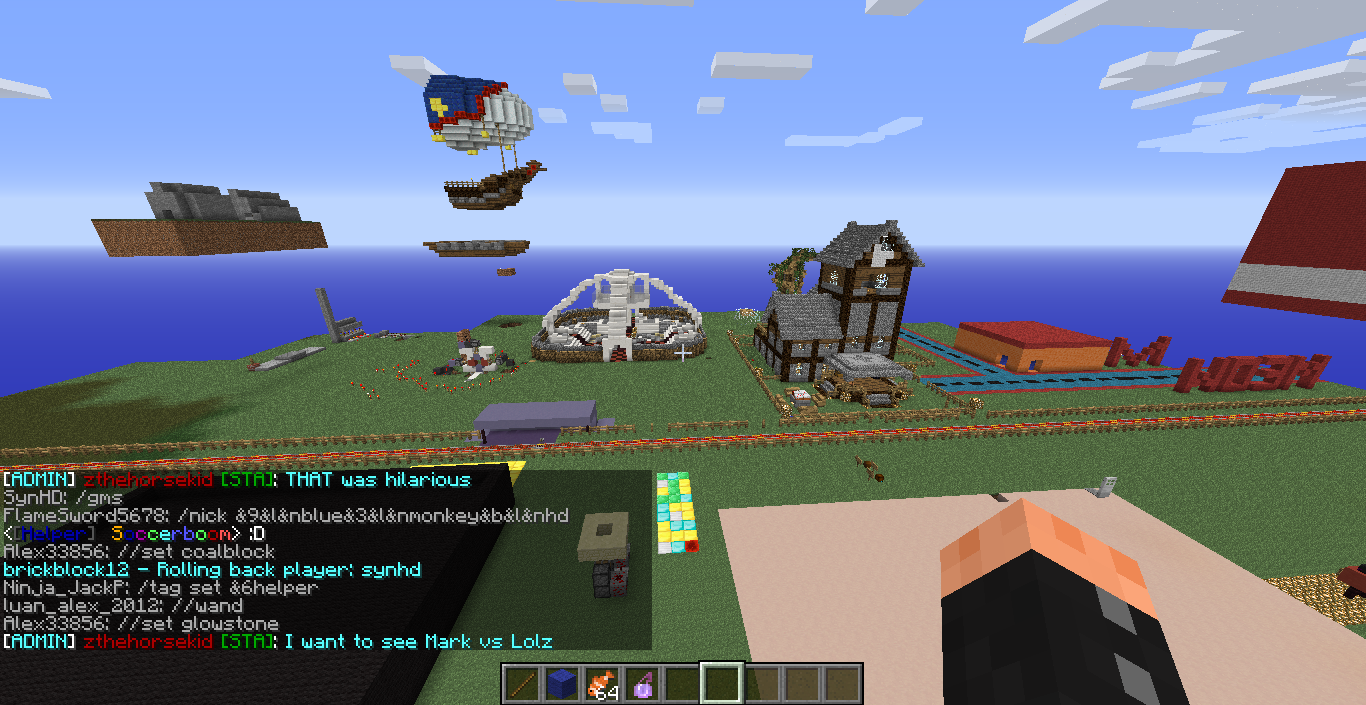 [ADMIN] zthehorsekid [STA]: THAT was hilarious
SynHD: /gms
FlameSword5678: /nick &9&l&nblue&3&l&nmonkey&b&l&nhd
<[Helper] Soccerboom> :D
Alex33856: //set coalblock
brickblock12 - Rolling back player: synhd
Ninja_JackP: /tag set &6helper
luan_alex_2012: //wand
Alex33856: //set glowstone
[ADMIN] zthehorsekid [STA]: I want to see Mark vs Lolz
64